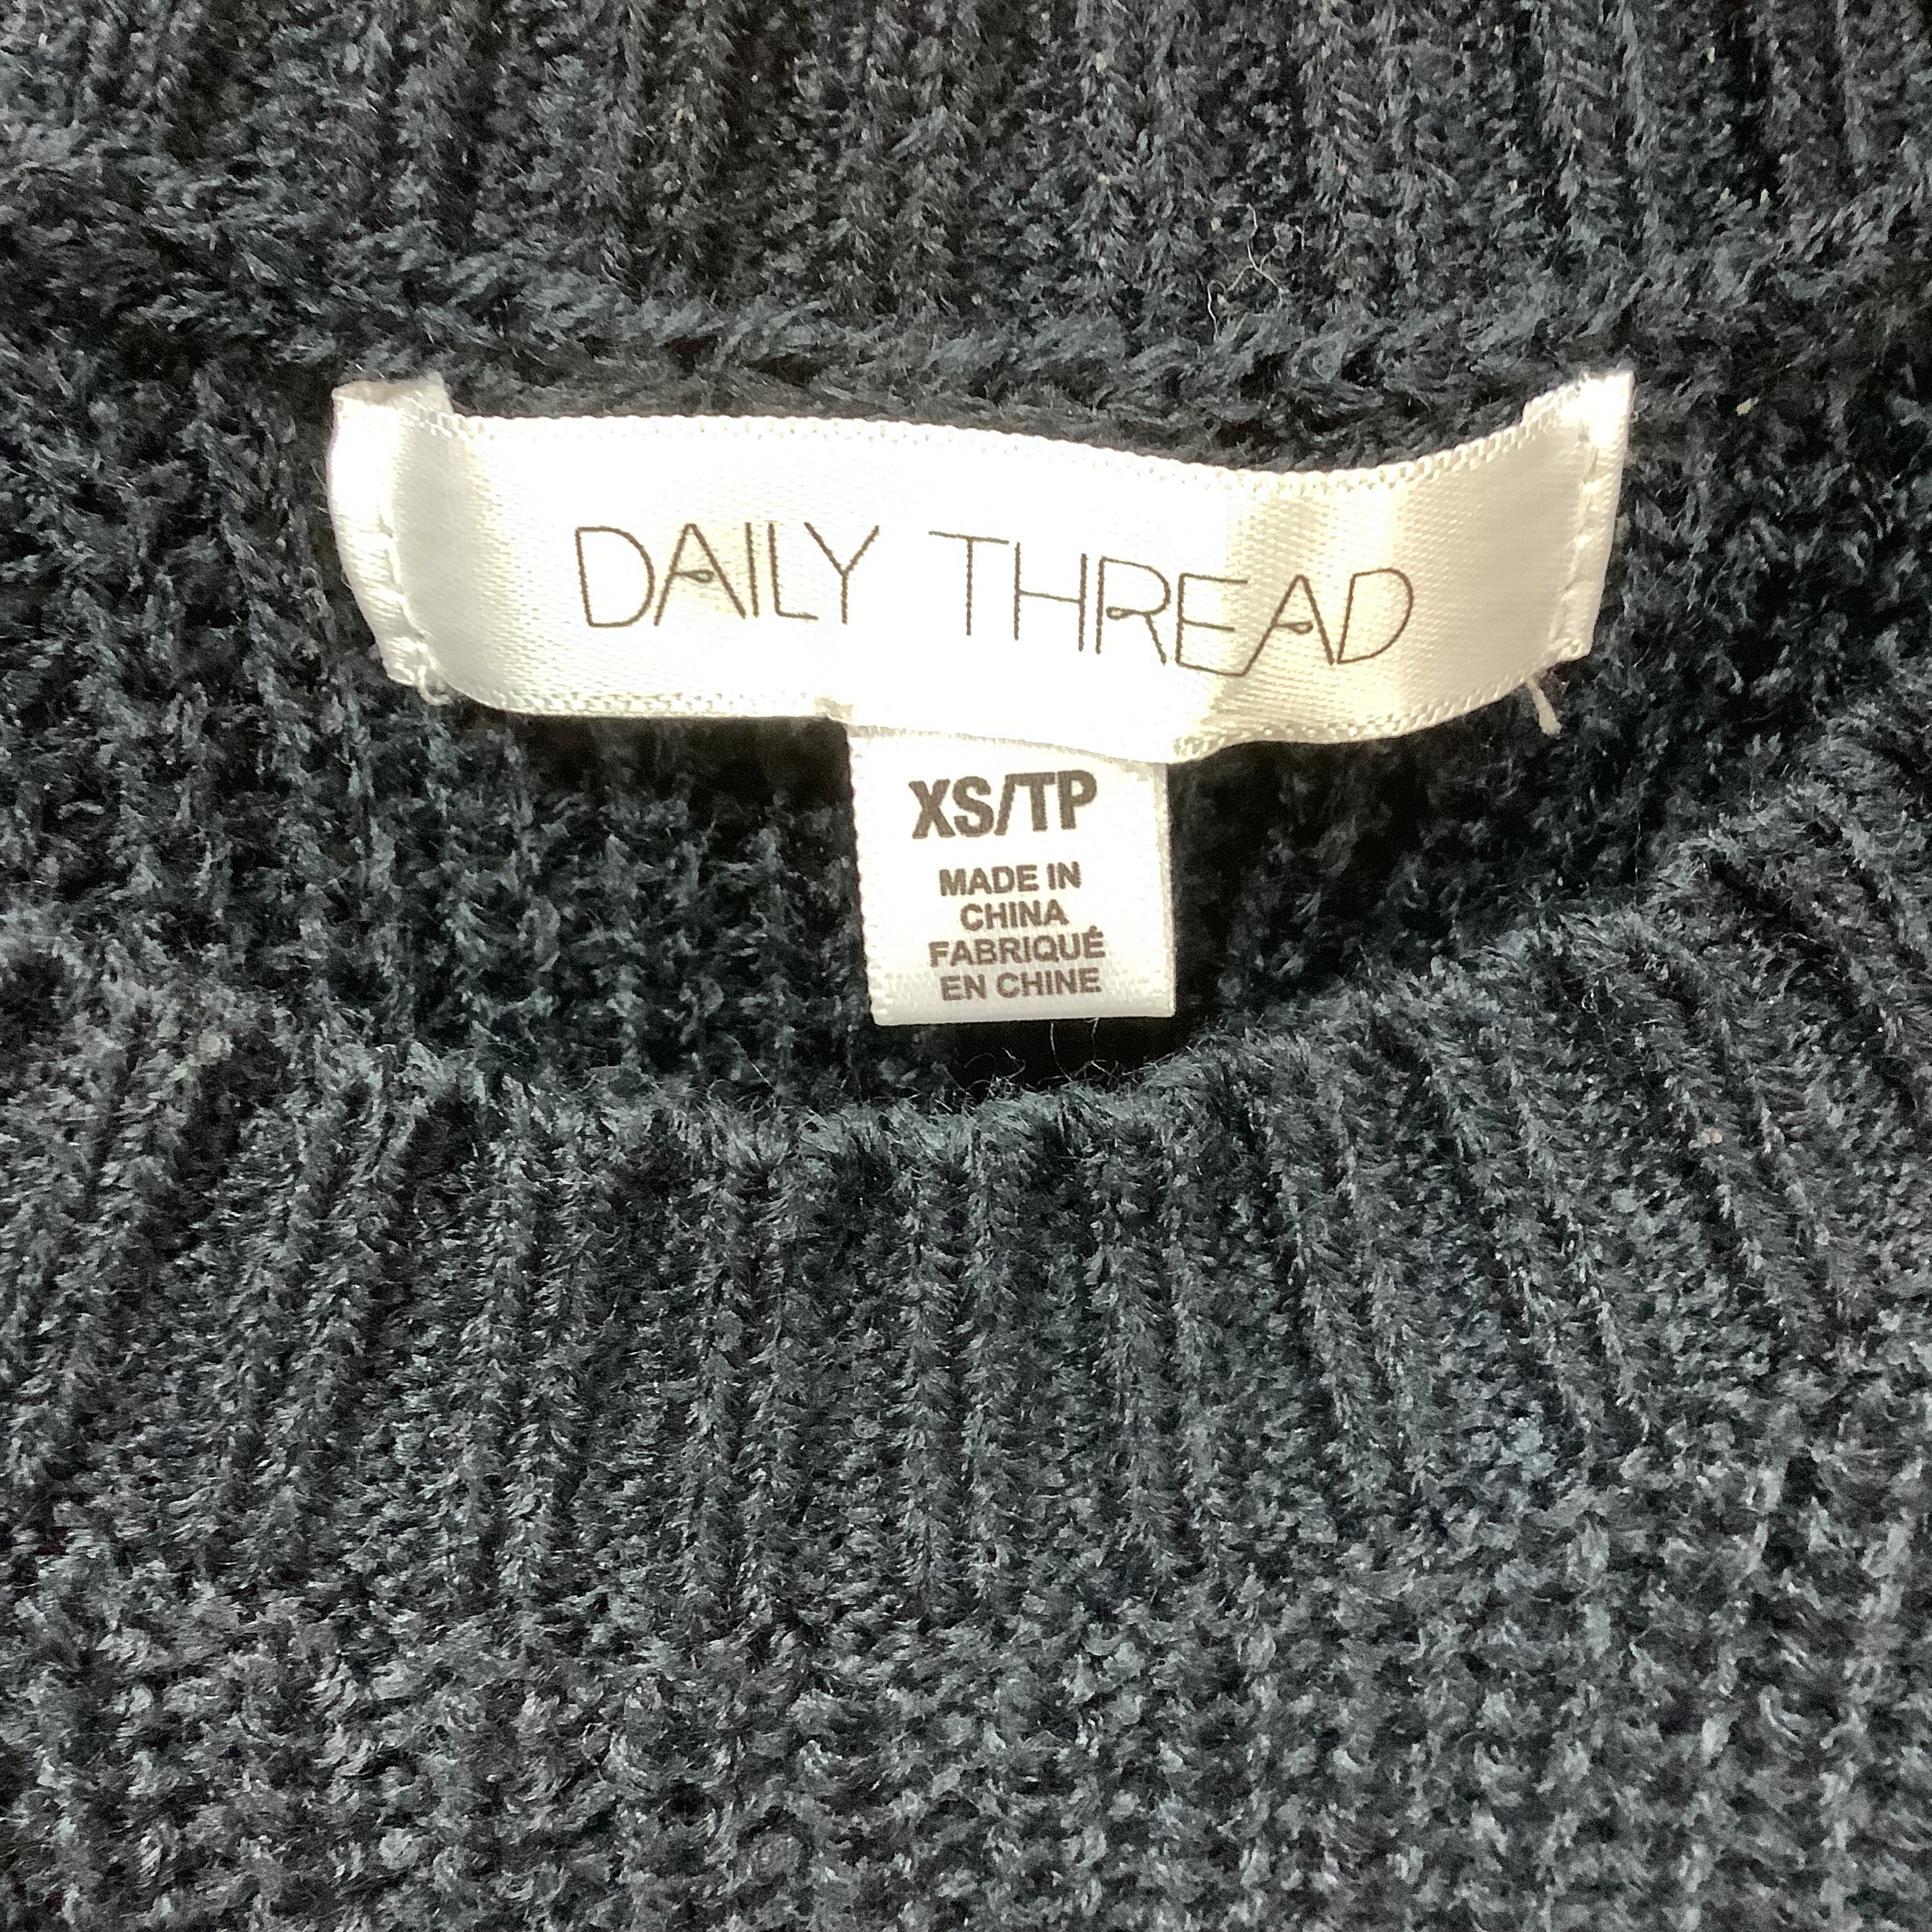 DAILY THREAD
XS/TP
MADE IN
CHINA
FABRIQUÉ
EN CHINE